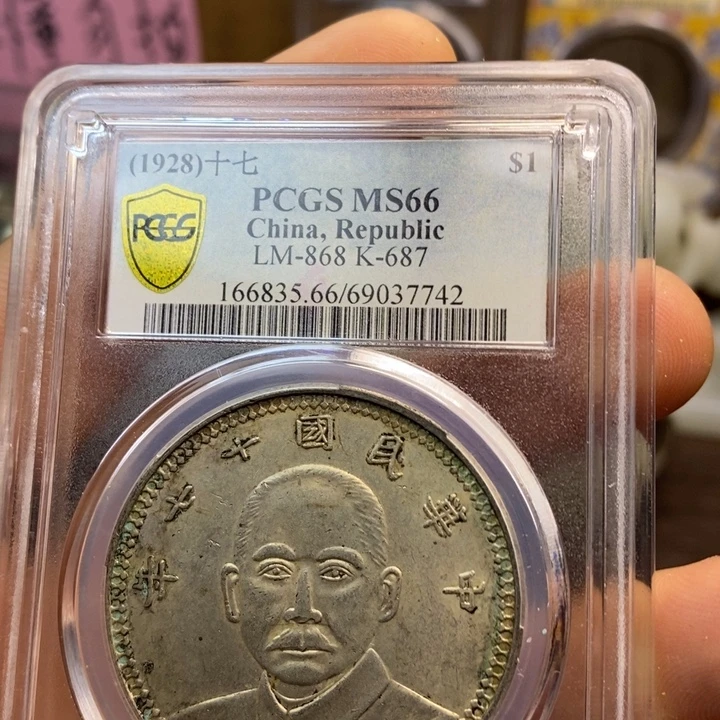 (1928)十七 $1
PCGS MS66
China, Republic
LM-868 K-687
166835.66/69037742
PCGS
中華民國十七年